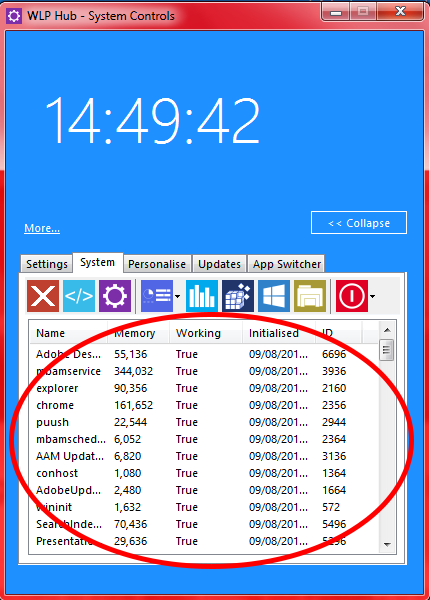 WLP Hub - System Controls
14:49:42
More...
<< Collapse
Settings System Personalise Updates App Switcher
Name Memory Working Initialised ID
Adobe Des... 55,136 True 09/08/201... 6696
mbamservice 344,032 True 09/08/201... 3936
explorer 90,356 True 09/08/201... 2160
chrome 161,652 True 09/08/201... 2356
puush 22,544 True 09/08/201... 2944
mbamsched... 6,052 True 09/08/201... 2364
AAM Updat... 6,820 True 09/08/201... 3136
conhost 1,080 True 09/08/201... 1364
AdobeUpd... 2,480 True 09/08/201... 1664
wininit 1,632 True 09/08/201... 572
SearchInde... 70,436 True 09/08/201... 5496
Presentatio... 29,636 True 09/08/201... 5296